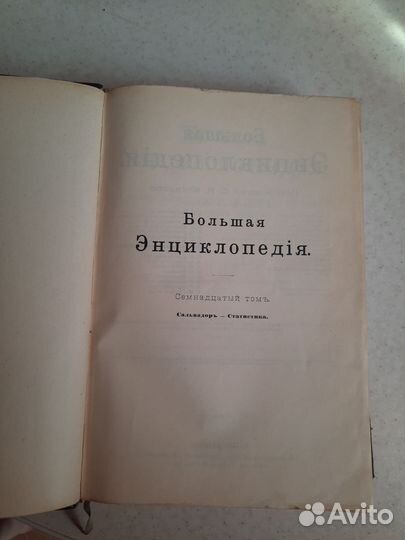 Большая
Энциклопедія.
Семнадцатый томъ.
Сальвадоръ – Статистика.
Avito